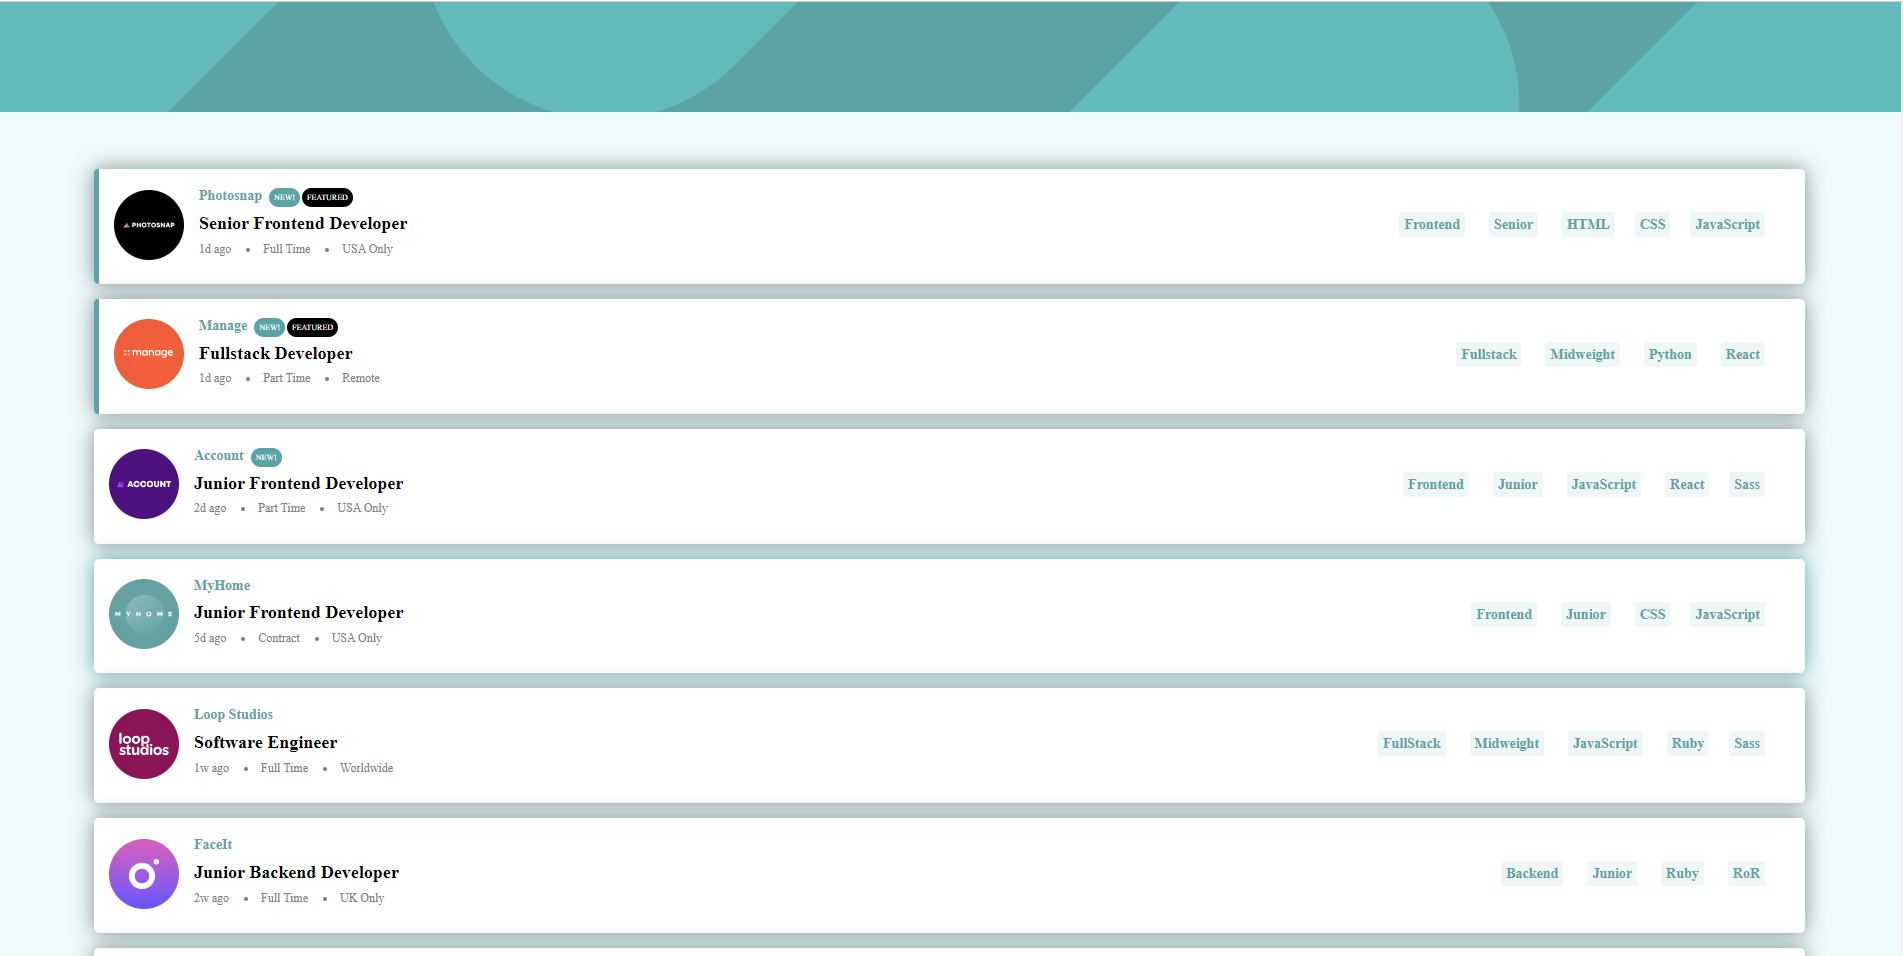 PHOTOSNAP
Photosnap NEW! FEATURED
Senior Frontend Developer
1d ago • Full Time • USA Only
Frontend Senior HTML CSS JavaScript
manage
Manage NEW! FEATURED
Fullstack Developer
1d ago • Part Time • Remote
Fullstack Midweight Python React
ACCOUNT
Account NEW!
Junior Frontend Developer
2d ago • Part Time • USA Only
Frontend Junior JavaScript React Sass
MYHOME
MyHome
Junior Frontend Developer
5d ago • Contract • USA Only
Frontend Junior CSS JavaScript
loop
studios
Loop Studios
Software Engineer
1w ago • Full Time • Worldwide
FullStack Midweight JavaScript Ruby Sass
FaceIt
Junior Backend Developer
2w ago • Full Time • UK Only
Backend Junior Ruby RoR